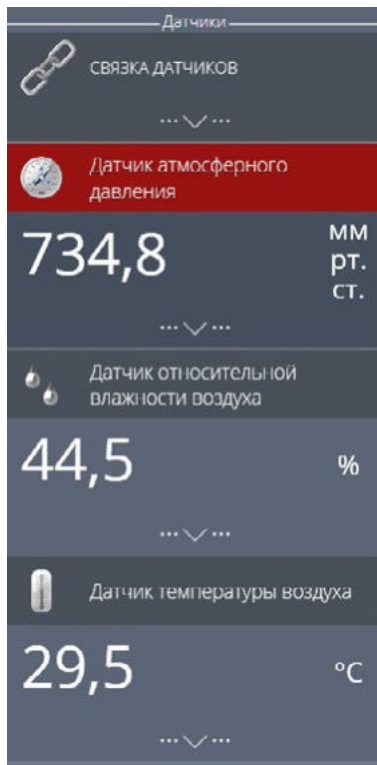 Датчики
СВЯЗКА ДАТЧИКОВ
Датчик атмосферного
давления
734,8
мм
рт.
ст.
Датчик относительной
влажности воздуха
44,5
%
Датчик температуры воздуха
29,5
°C